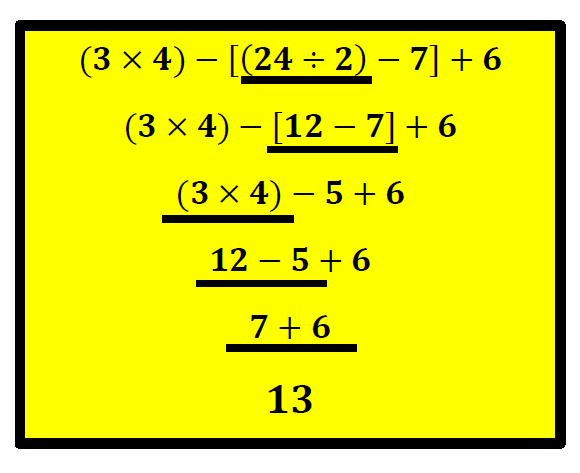 (3 × 4) − [(24 ÷ 2) − 7] + 6
(3 × 4) − [12 − 7] + 6
(3 × 4) − 5 + 6
12 − 5 + 6
7 + 6
13